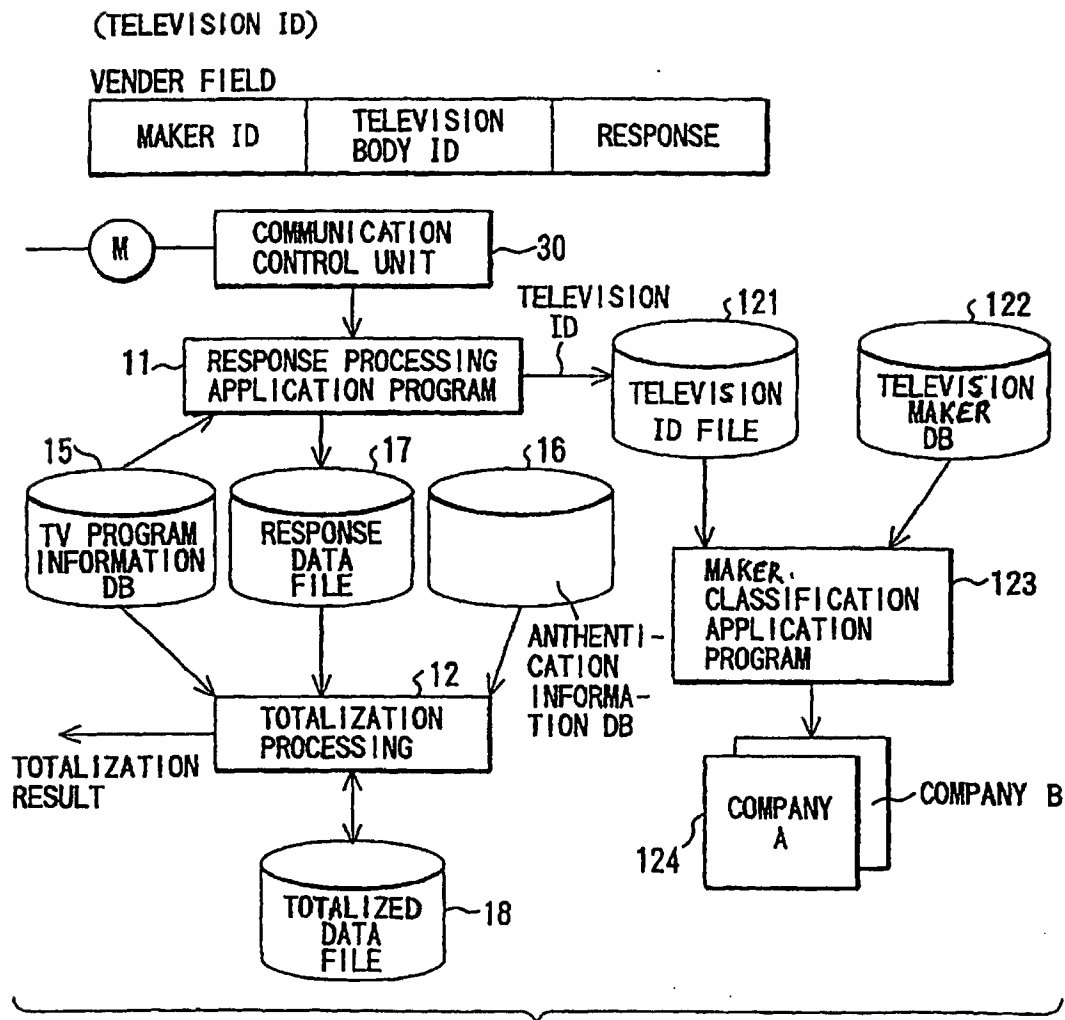 (TELEVISION ID)
VENDER FIELD
MAKER ID
TELEVISION
BODY ID
RESPONSE
M
COMMUNICATION
CONTROL UNIT
30
TELEVISION
ID
121
122
11
RESPONSE PROCESSING
APPLICATION PROGRAM
TELEVISION
ID FILE
TELEVISION
MAKER
DB
15
17
16
TV PROGRAM
INFORMATION
DB
RESPONSE
DATA
FILE
MAKER.
CLASSIFICATION
APPLICATION
PROGRAM
123
ANTHENTI-
CATION
INFORMA-
TION DB
12
TOTALIZATION
PROCESSING
TOTALIZATION
RESULT
COMPANY
A
COMPANY B
124
TOTALIZED
DATA
FILE
18